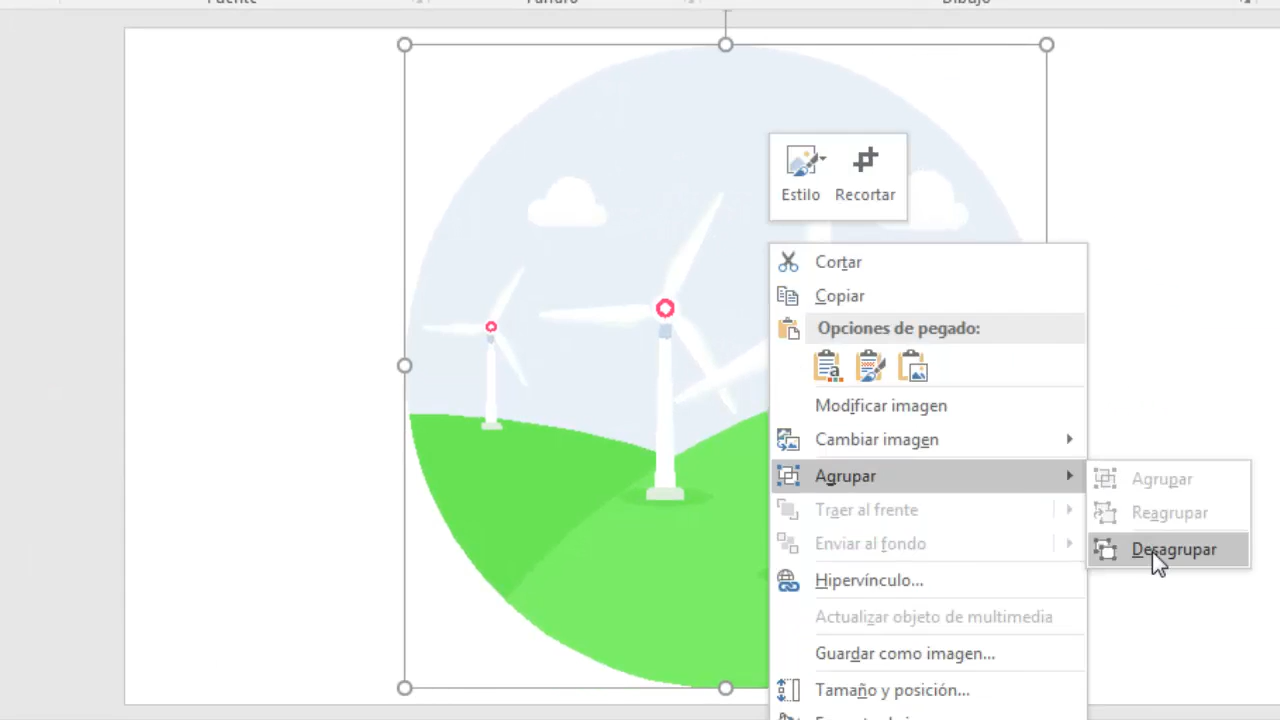 Fuente
Dibujo
Estilo
Recortar
Cortar
Copiar
Opciones de pegado:
Modificar imagen
Cambiar imagen
Agrupar
Agrupar
Reagrupar
Desagrupar
Traer al frente
Enviar al fondo
Hipervínculo...
Actualizar objeto de multimedia
Guardar como imagen...
Tamaño y posición...